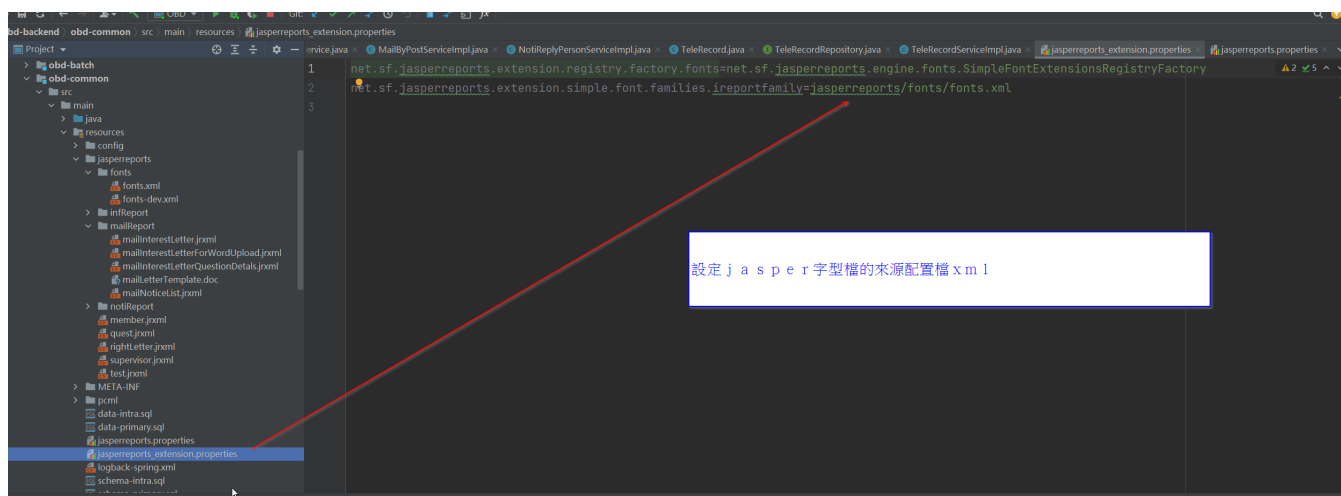 OBD
Git:
obd-backend › obd-common › src › main › resources › jasperreports_extension.properties
Project
ervice.java
MailByPostServiceImpl.java
NotiReplyPersonServiceImpl.java
TeleRecord.java
TeleRecordRepository.java
TeleRecordServiceImpl.java
jasperreports_extension.properties
jasperreports.properties
obd-batch
obd-common
src
main
java
resources
config
jasperreports
fonts
fonts.xml
fonts-dev.xml
infReport
mailReport
mailInterestLetter.jrxml
mailInterestLetterForWordUpload.jrxml
mailInterestLetterQuestionDetals.jrxml
mailLetterTemplate.doc
mailNoticeList.jrxml
notiReport
member.jrxml
quest.jrxml
rightLetter.jrxml
supervisor.jrxml
test.jrxml
META-INF
pcml
data-intra.sql
data-primary.sql
jasperreports.properties
jasperreports_extension.properties
logback-spring.xml
schema-intra.sql
1 net.sf.jasperreports.extension.registry.factory.fonts=net.sf.jasperreports.engine.fonts.SimpleFontExtensionsRegistryFactory
2 net.sf.jasperreports.extension.simple.font.families.ireportfamily=jasperreports/fonts/fonts.xml
3
2 5
設定ｊａｓｐｅｒ字型檔的來源配置檔ｘｍｌ